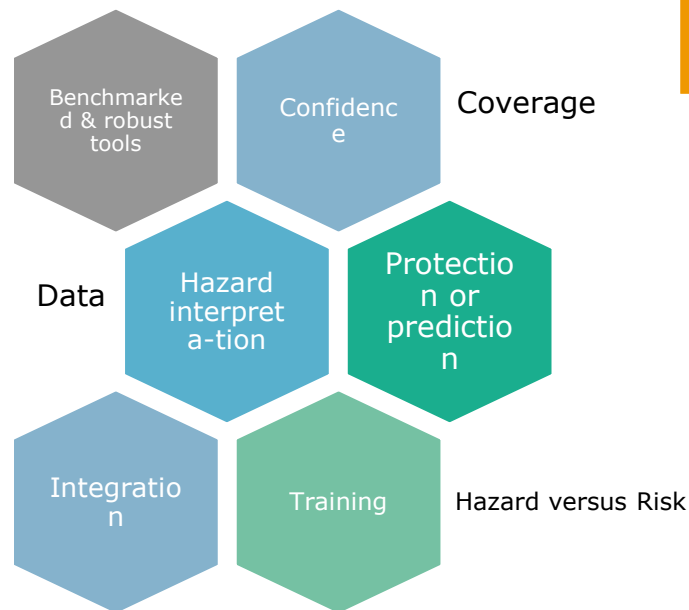 Benchmarke
d & robust
tools
Confidenc
e
Coverage
Data
Hazard
interpret
a-tion
Protectio
n or
predictio
n
Integratio
n
Training
Hazard versus Risk